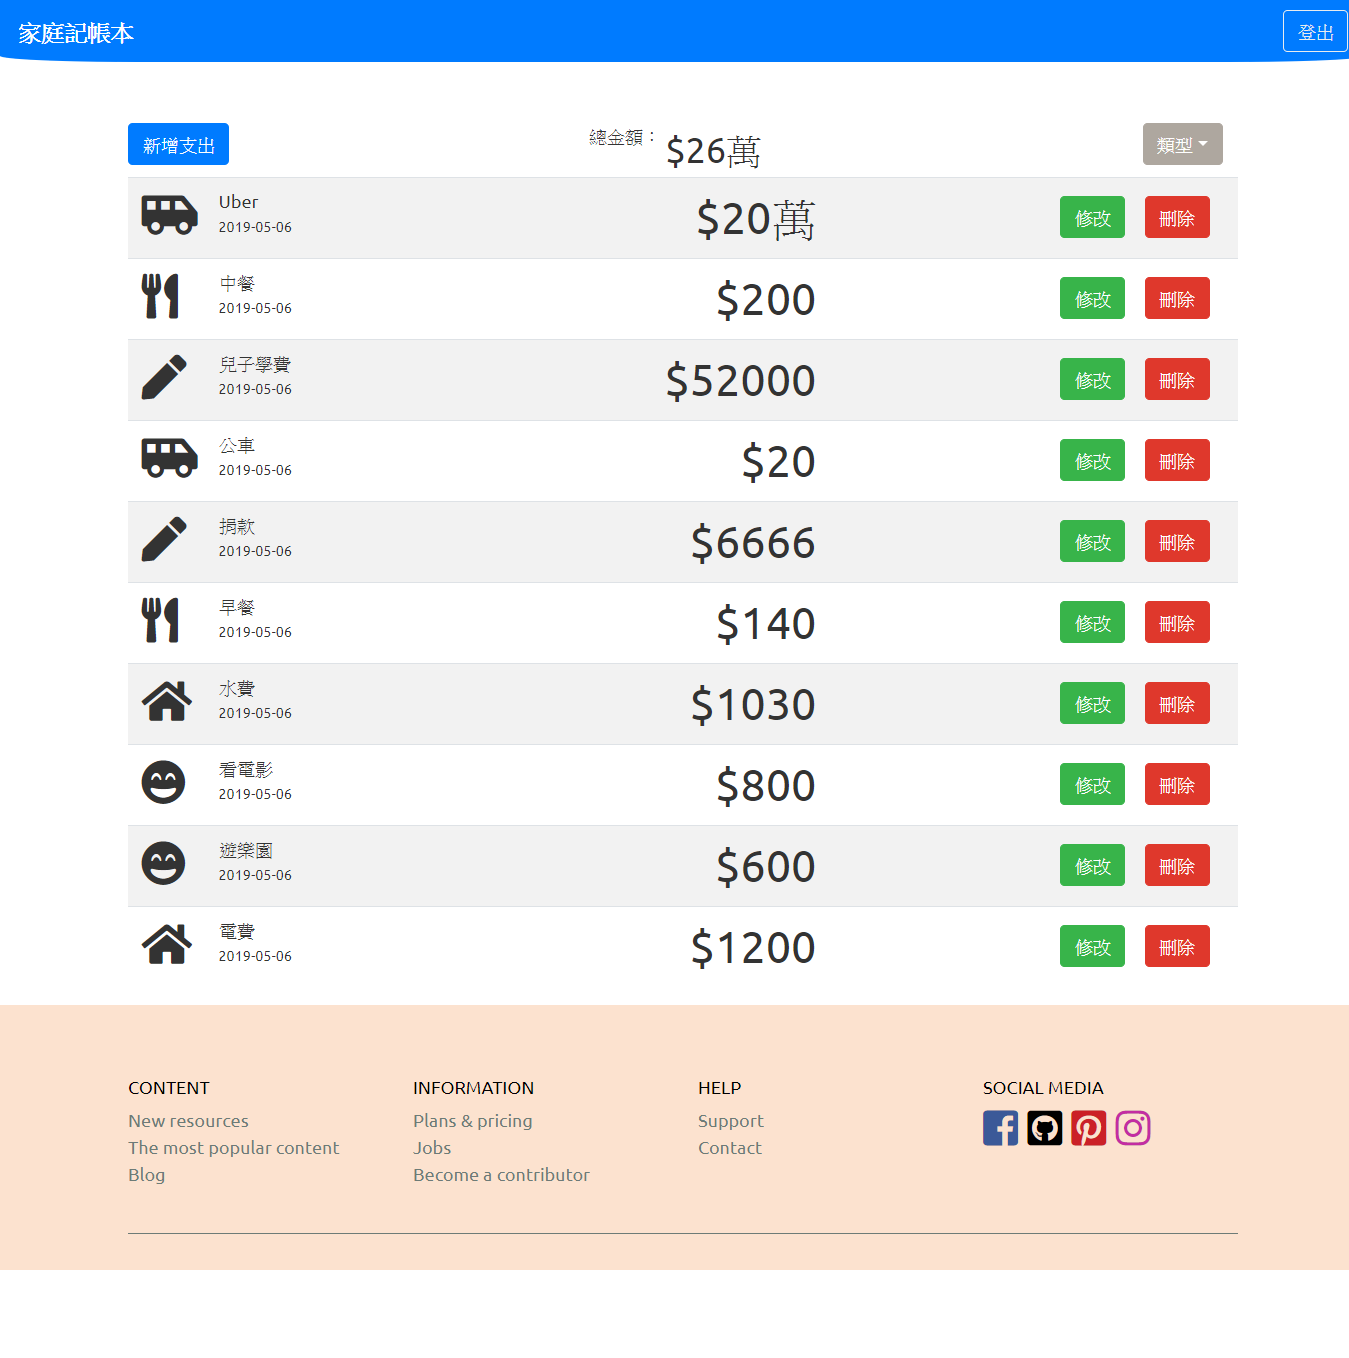 家庭記帳本
登出
新增支出
總金額： $26萬
類型
Uber
2019-05-06
$20萬
修改
刪除
中餐
2019-05-06
$200
修改
刪除
兒子學費
2019-05-06
$52000
修改
刪除
公車
2019-05-06
$20
修改
刪除
捐款
2019-05-06
$6666
修改
刪除
早餐
2019-05-06
$140
修改
刪除
水費
2019-05-06
$1030
修改
刪除
看電影
2019-05-06
$800
修改
刪除
遊樂園
2019-05-06
$600
修改
刪除
電費
2019-05-06
$1200
修改
刪除
CONTENT
New resources
The most popular content
Blog
INFORMATION
Plans & pricing
Jobs
Become a contributor
HELP
Support
Contact
SOCIAL MEDIA